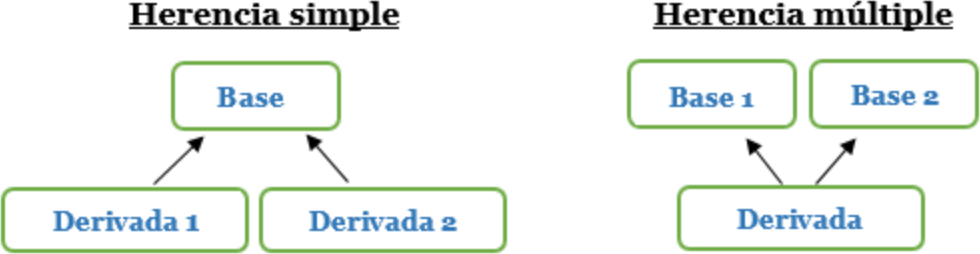 Herencia simple
Base
Derivada 1
Derivada 2
Herencia múltiple
Base 1
Base 2
Derivada